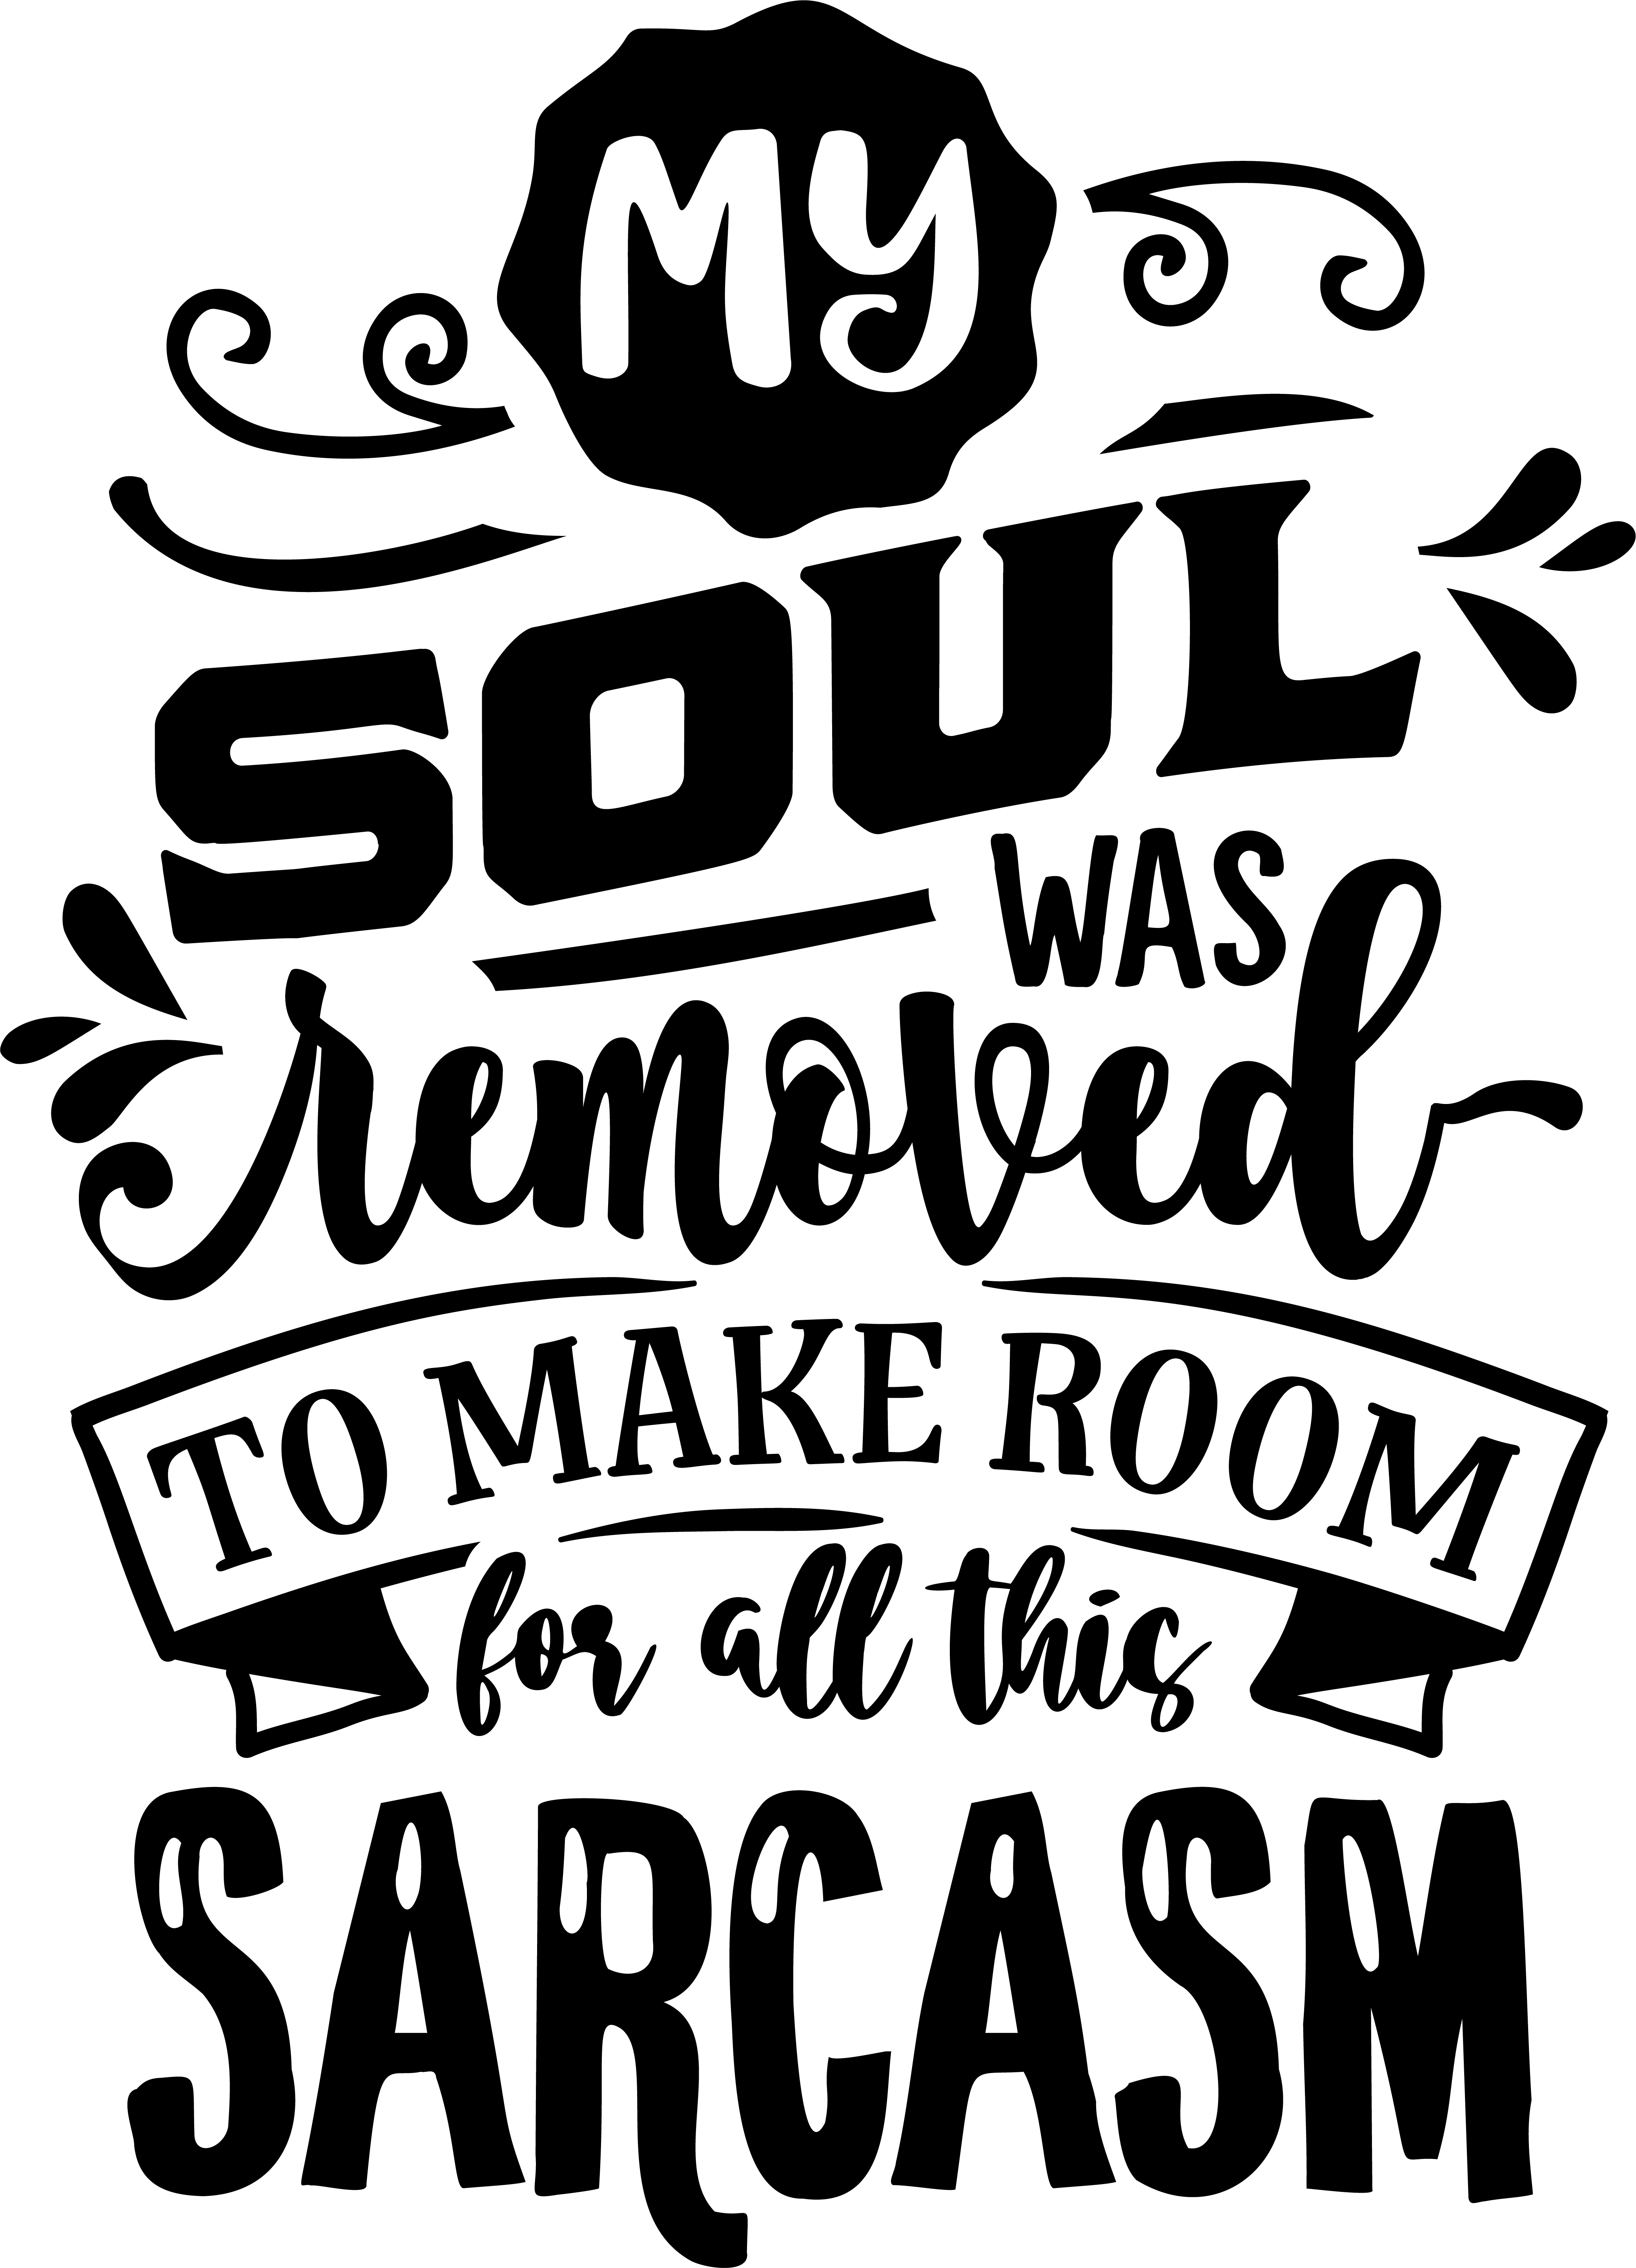 My
SOUL
WAS
removed
TO MAKE ROOM
for all this
SARCASM